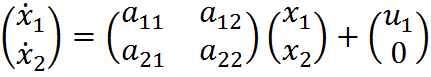 (ẋ₁ ẋ₂) = (a₁₁ a₁₂ a₂₁ a₂₂)(x₁ x₂) + (u₁ 0)